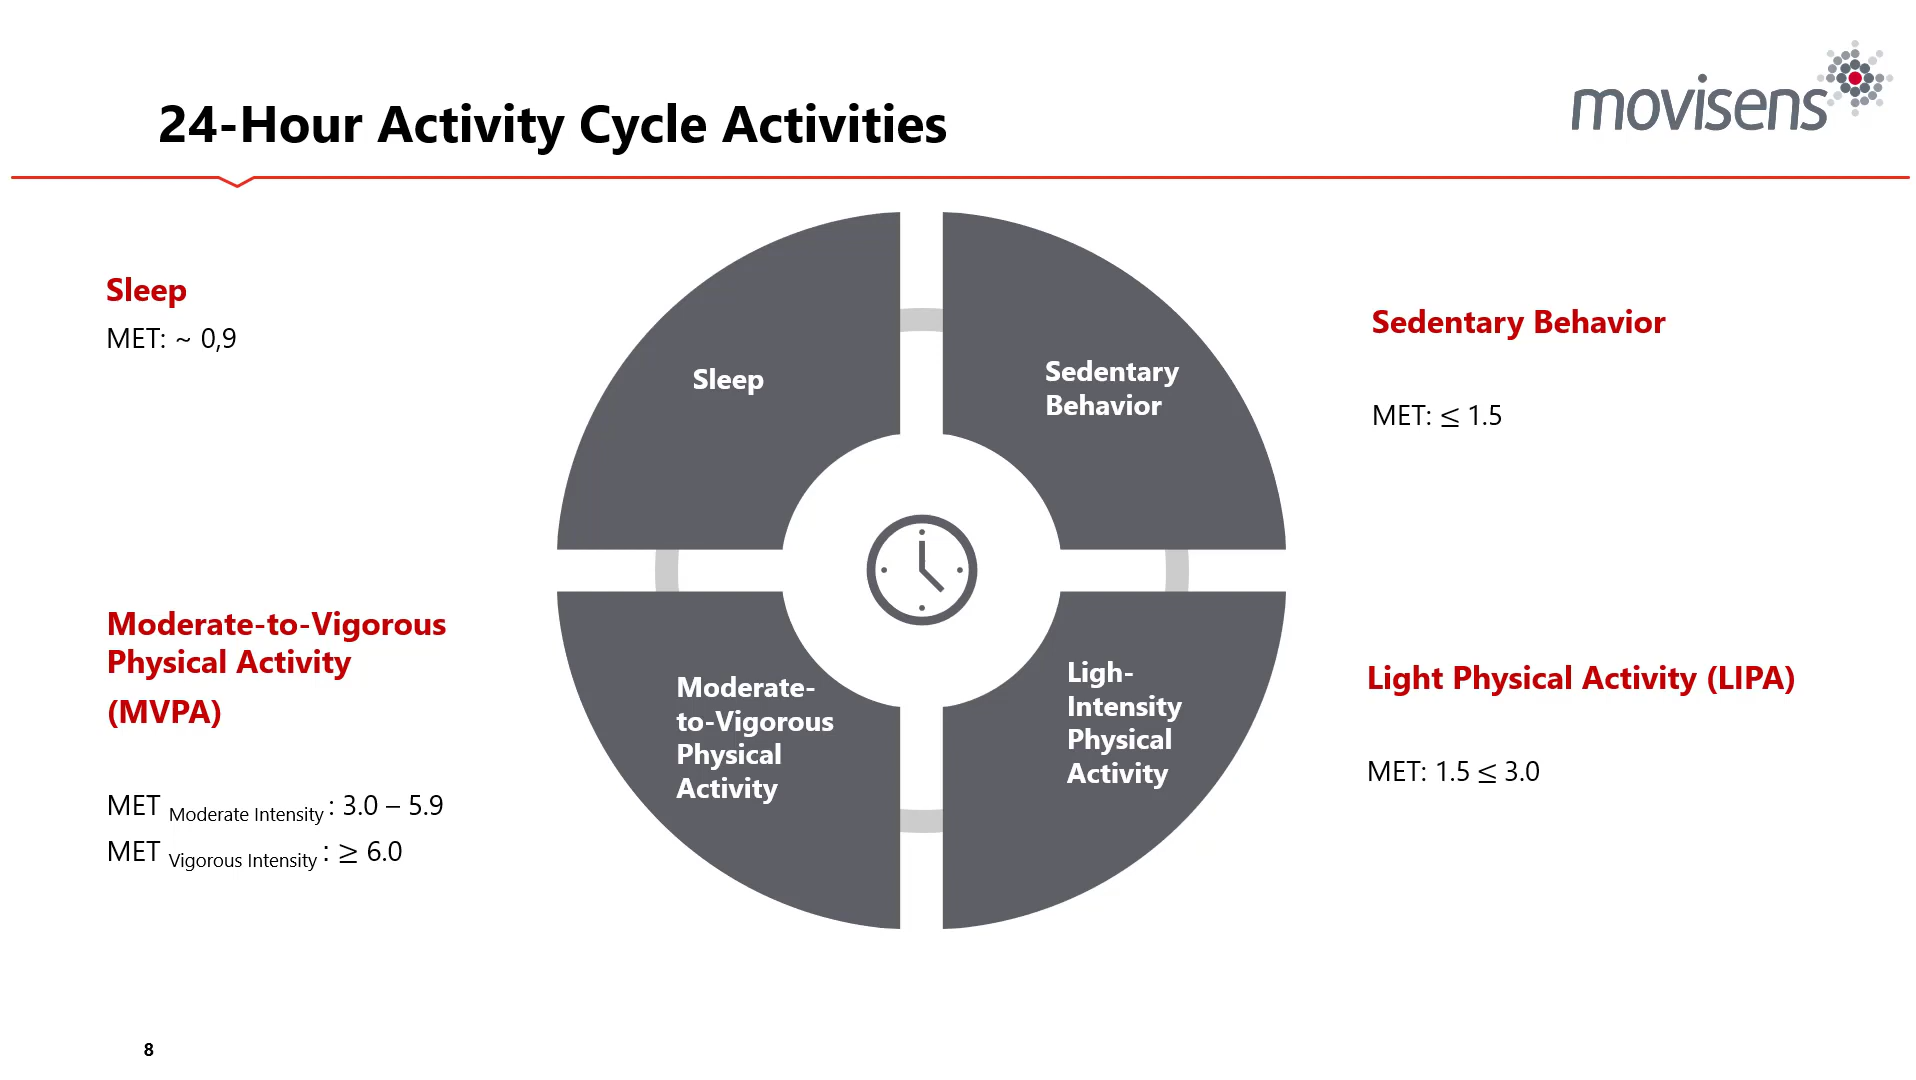 24-Hour Activity Cycle Activities
movisens
Sleep
MET: ~ 0,9
Sedentary Behavior
MET: ≤ 1.5
Sleep
Sedentary
Behavior
Moderate-
to-Vigorous
Physical
Activity
Ligh-
Intensity
Physical
Activity
Moderate-to-Vigorous
Physical Activity
(MVPA)
MET Moderate Intensity : 3.0 – 5.9
MET Vigorous Intensity : ≥ 6.0
Light Physical Activity (LIPA)
MET: 1.5 ≤ 3.0
8